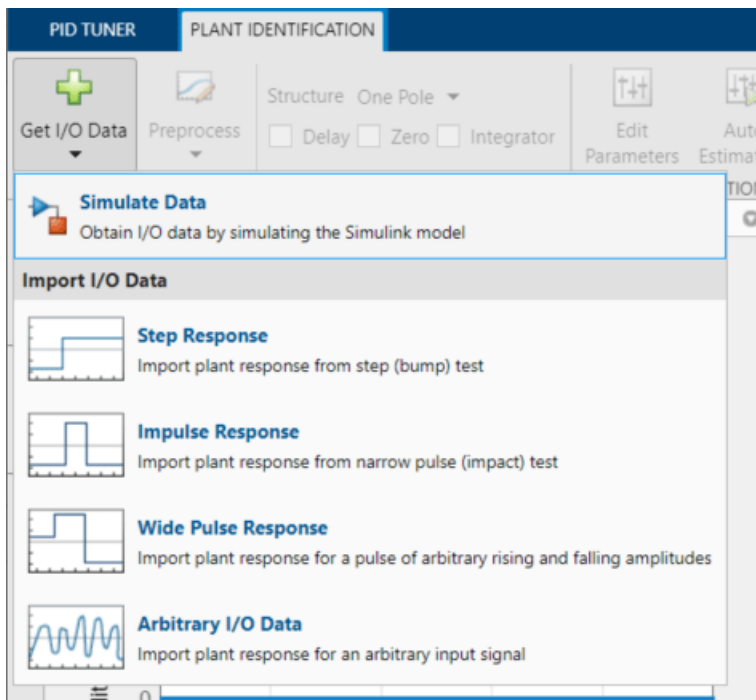 PID TUNER
PLANT IDENTIFICATION
Get I/O Data
Preprocess
Structure One Pole
Delay Zero Integrator
Edit
Parameters
Simulate Data
Obtain I/O data by simulating the Simulink model
Import I/O Data
Step Response
Import plant response from step (bump) test
Impulse Response
Import plant response from narrow pulse (impact) test
Wide Pulse Response
Import plant response for a pulse of arbitrary rising and falling amplitudes
Arbitrary I/O Data
Import plant response for an arbitrary input signal
0